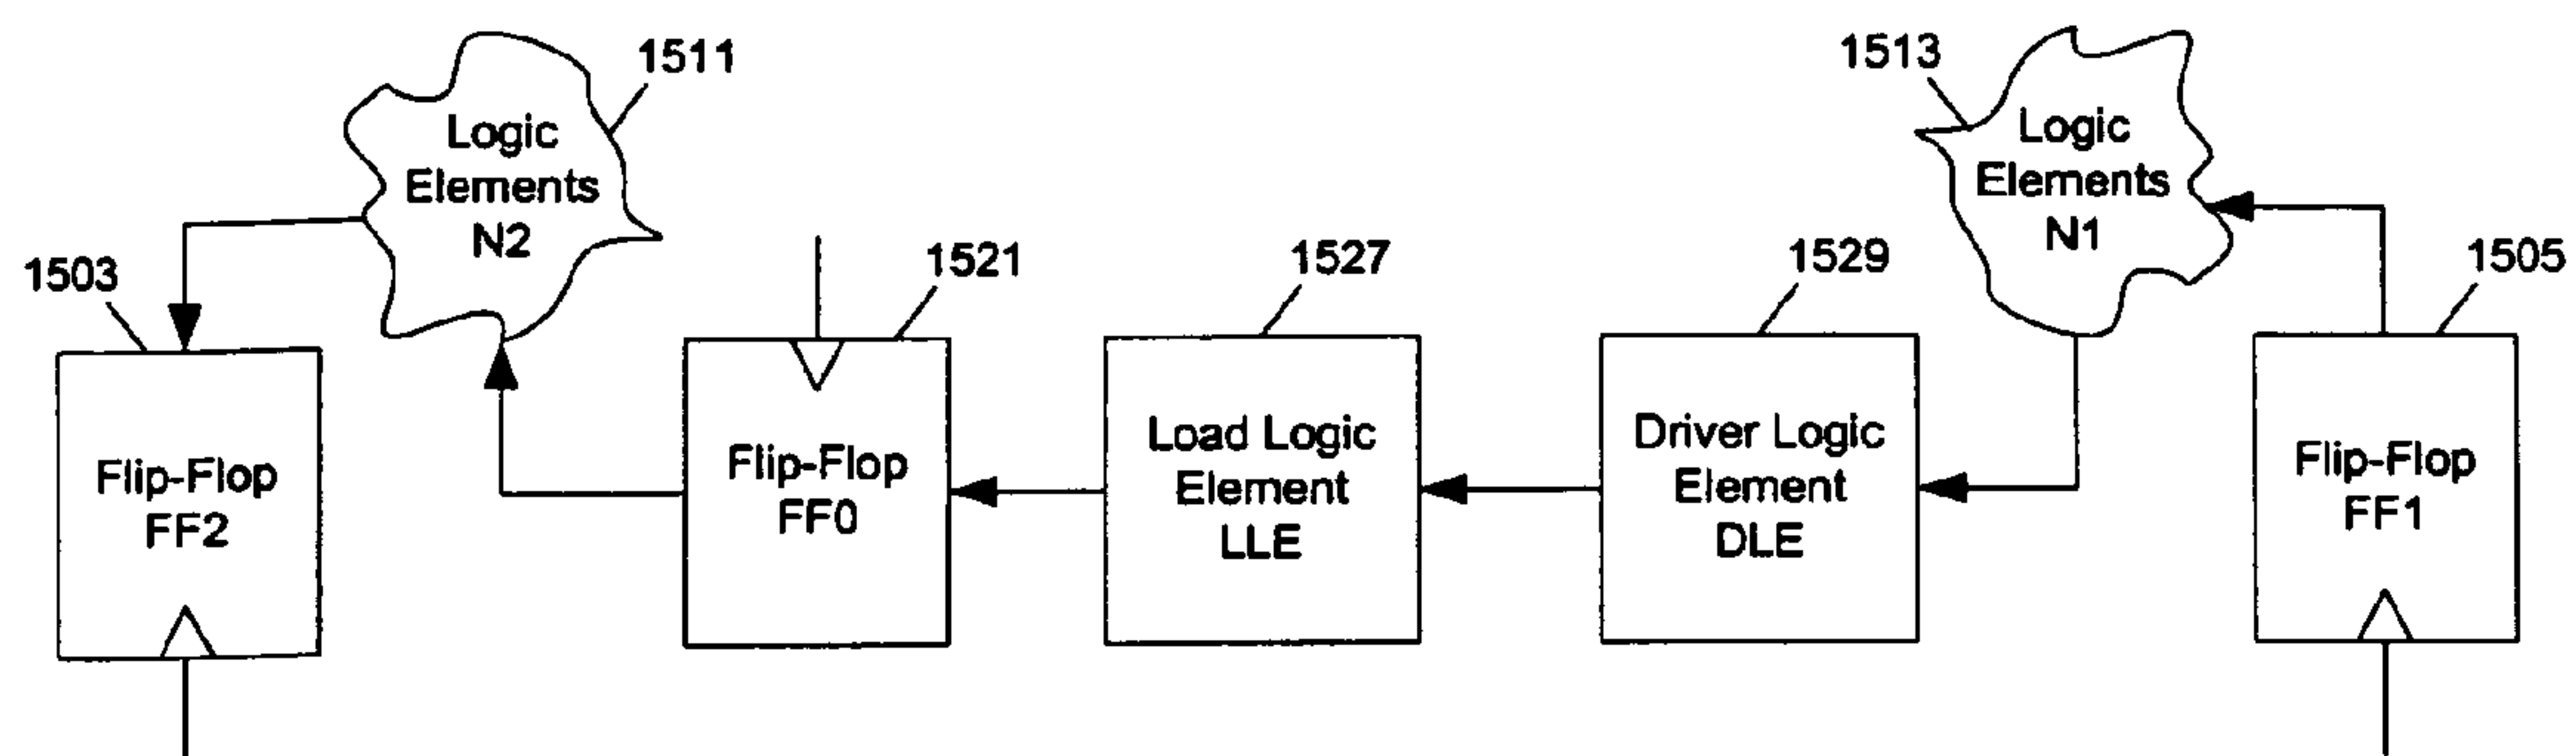 1511
1513
Logic
Elements
N2
Logic
Elements
N1
1503
1521
1527
1529
1505
Flip-Flop
FF2
Flip-Flop
FF0
Load Logic
Element
LLE
Driver Logic
Element
DLE
Flip-Flop
FF1